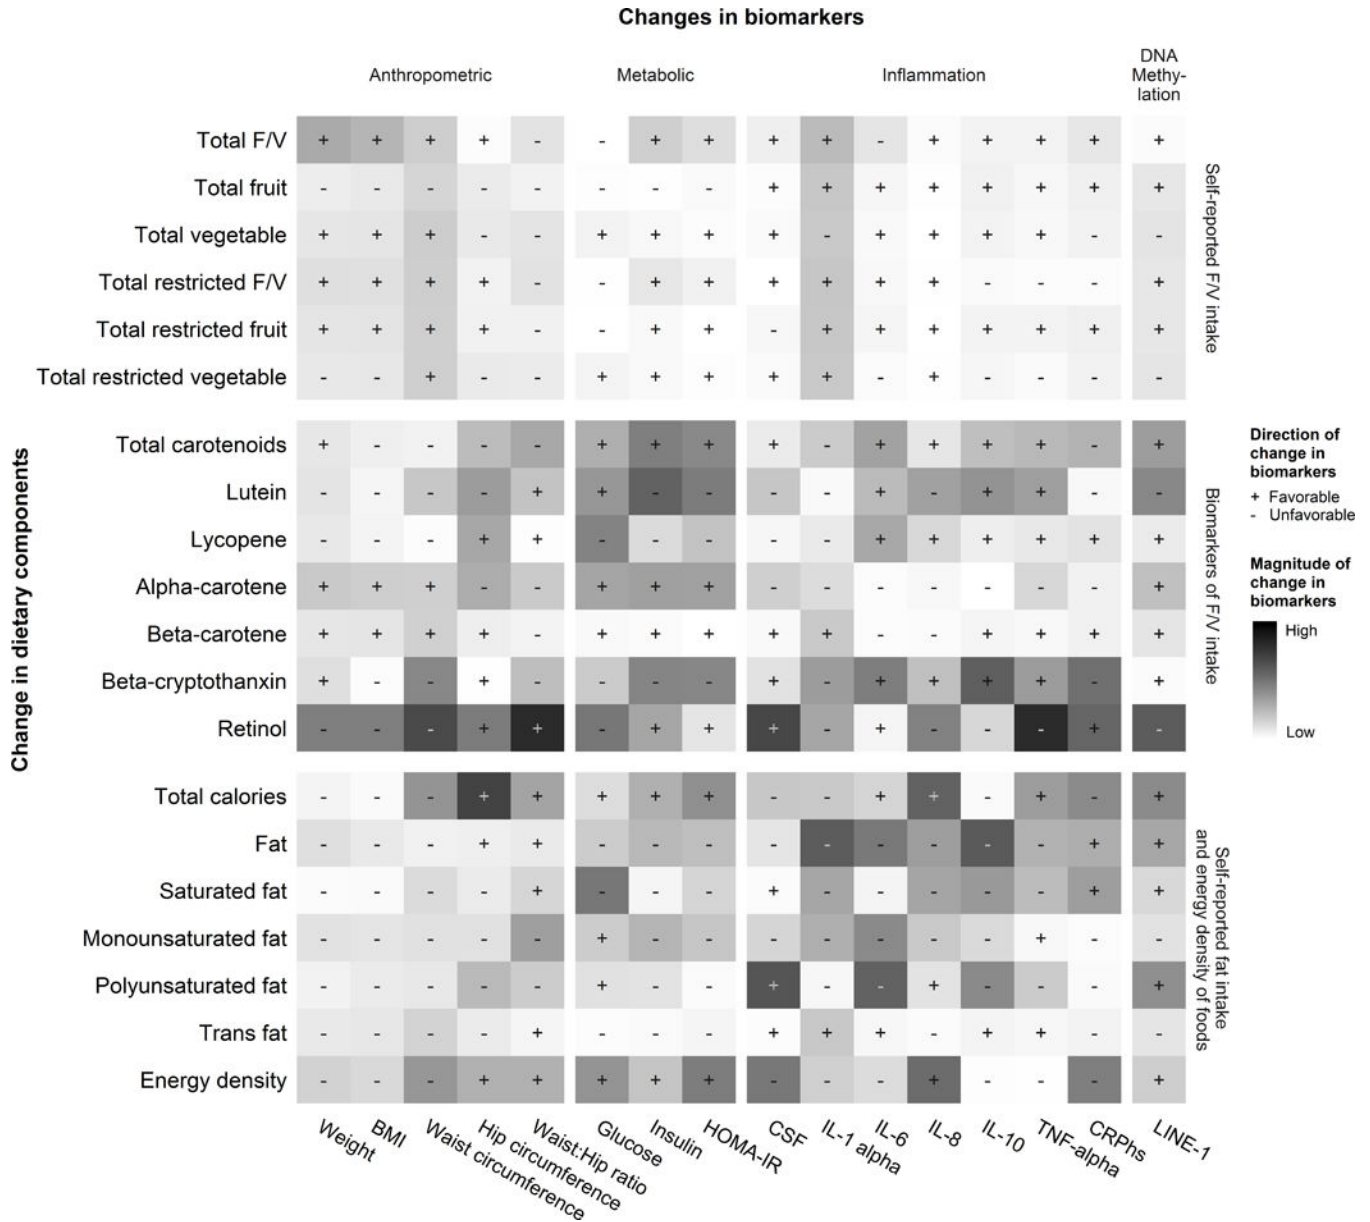 Changes in biomarkers
Anthropometric
Metabolic
Inflammation
DNA
Methy-
lation
Change in dietary components
Total F/V + + + + - - + + + + - + + + + +
Total fruit - - - - - - - - + + + + + + + +
Total vegetable + + + - - + + + + - + + + + - -
Total restricted F/V + + + + - - + + + + + + - - - +
Total restricted fruit + + + + - - + + - + + + + + + +
Total restricted vegetable - - + - - + + + + + - + - - - -
Self-reported F/V intake
Total carotenoids + - - - - + + + + - + + + + - +
Lutein - - - - + + - - - - + - + + - -
Lycopene - - - + + - - - - - + + + + + +
Alpha-carotene + + + - - + + + - - - - - - - +
Beta-carotene + + + + - + + + + + - - + + + +
Beta-cryptothanxin + - - + - - - - + - + + + + - +
Retinol - - - + + - + + + - + - - - + -
Biomarkers of F/V intake
Total calories - - - + + + + + - - + + - + - +
Fat - - - + + - - - - - - - - - + +
Saturated fat - - - - + - - - + - - - - - + +
Monounsaturated fat - - - - - + - - - - - - - + - -
Polyunsaturated fat - - - - - + - - + - - + - - - +
Trans fat - - - - + - - - + + + - + + - -
Energy density - - - + + + + + - - - + - - - +
Self-reported fat intake
and energy density of foods
Weight
BMI
Waist circumference
Hip circumference
Waist:Hip ratio
Glucose
Insulin
HOMA-IR
CSF
IL-1 alpha
IL-6
IL-8
IL-10
TNF-alpha
CRPhs
LINE-1
Direction of
change in
biomarkers
+ Favorable
- Unfavorable
Magnitude of
change in
biomarkers
High
Low